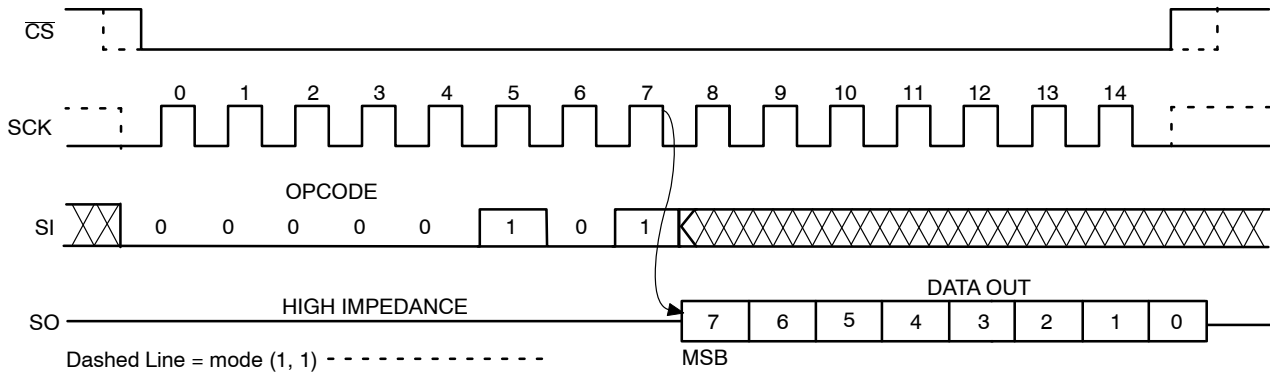 CS
0 1 2 3 4 5 6 7 8 9 10 11 12 13 14
SCK
OPCODE
SI 0 0 0 0 0 1 0 1
HIGH IMPEDANCE DATA OUT
SO 7 6 5 4 3 2 1 0
Dashed Line = mode (1, 1) MSB